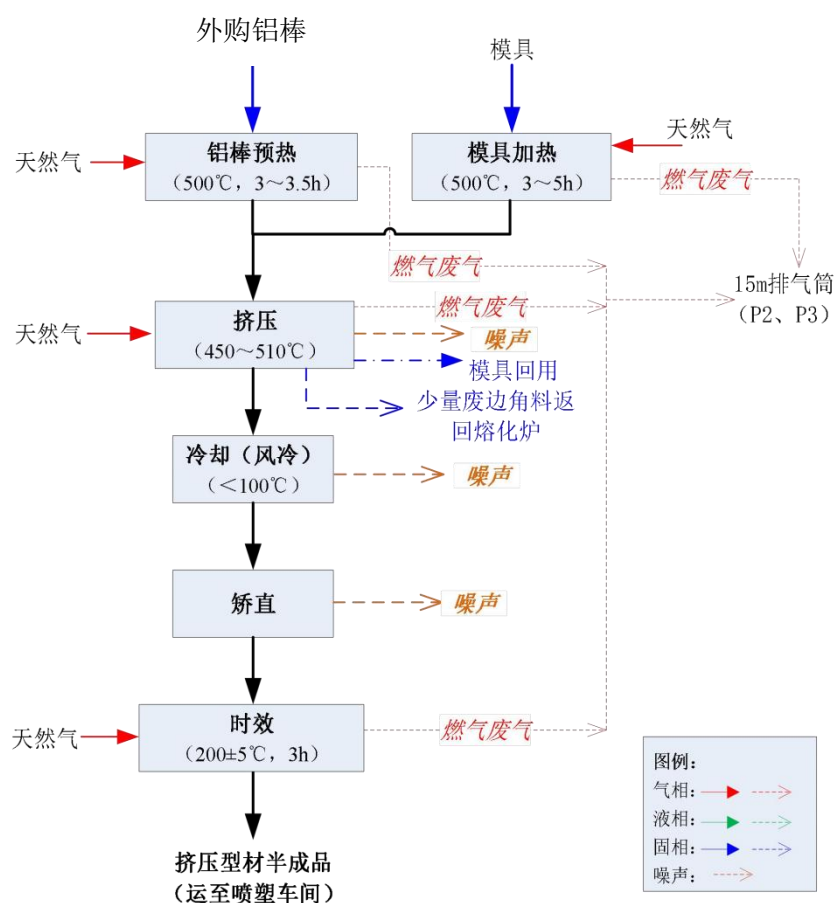 外购铝棒
模具
天然气
铝棒预热
（500℃，3～3.5h）
模具加热
（500℃，3～5h）
天然气
燃气废气
燃气废气
15m排气筒
（P2、P3）
天然气
挤压
（450～510℃）
燃气废气
噪声
模具回用
少量废边角料返
回熔化炉
冷却（风冷）
（＜100℃）
噪声
矫直
噪声
天然气
时效
（200±5℃，3h）
燃气废气
挤压型材半成品
（运至喷塑车间）
图例：
气相：
液相：
固相：
噪声：